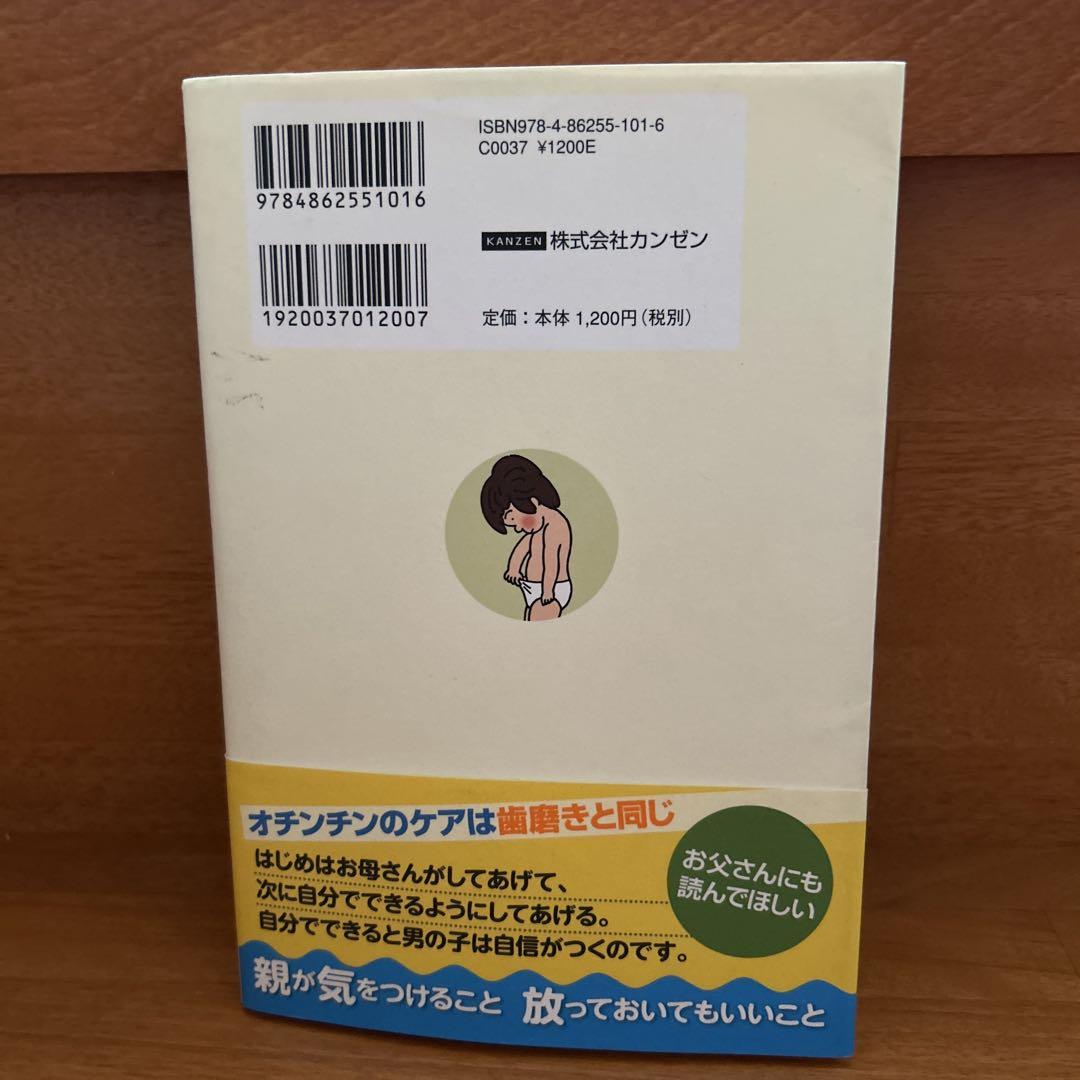 ISBN978-4-86255-101-6
C0037 ¥1200E
9784862551016
KANZEN 株式会社カンゼン
1920037012007
定価：本体 1,200円（税別）
オチンチンのケアは歯磨きと同じ
はじめはお母さんがしてあげて、
次に自分でできるようにしてあげる。
自分でできると男の子は自信がつくのです。
お父さんにも
読んでほしい
親が気をつけること 放っておいてもいいこと